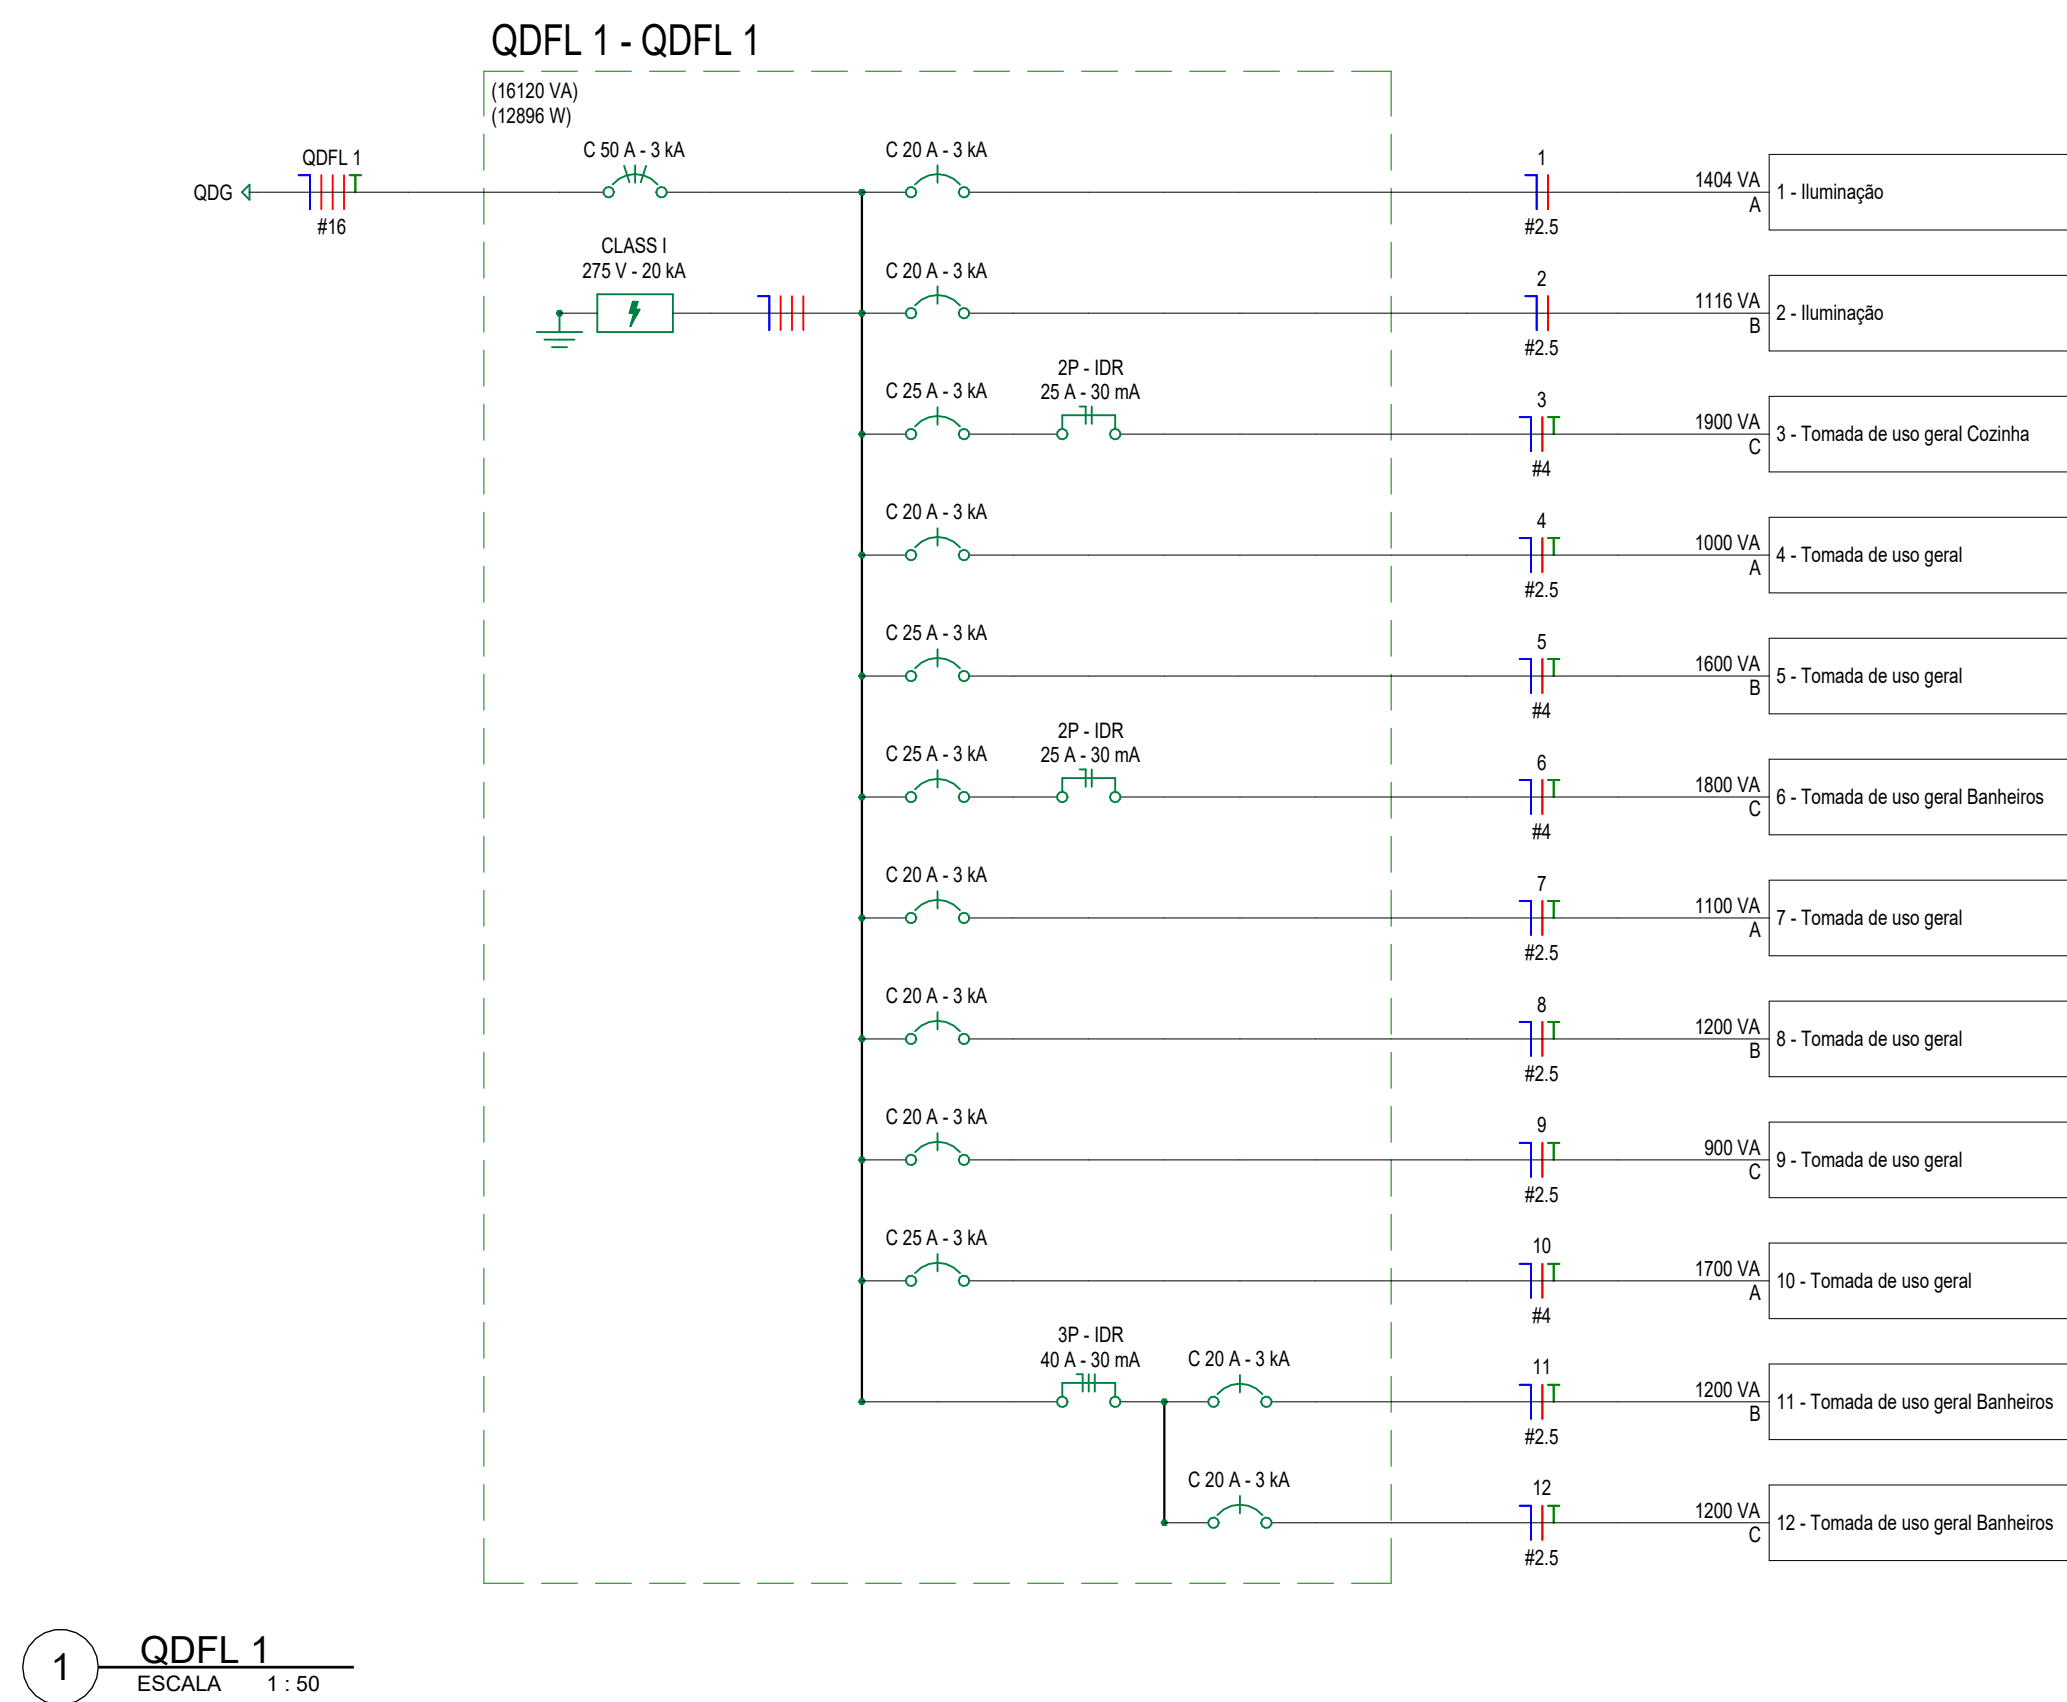 QDFL 1 - QDFL 1
(16120 VA)
(12896 W)
QDG
QDFL 1
#16
C 50 A - 3 kA
CLASS I
275 V - 20 kA
C 20 A - 3 kA
1
#2.5
1404 VA
A
1 - Iluminação
C 20 A - 3 kA
2
#2.5
1116 VA
B
2 - Iluminação
C 25 A - 3 kA
2P - IDR
25 A - 30 mA
3
#4
1900 VA
C
3 - Tomada de uso geral Cozinha
C 20 A - 3 kA
4
#2.5
1000 VA
A
4 - Tomada de uso geral
C 25 A - 3 kA
5
#4
1600 VA
B
5 - Tomada de uso geral
C 25 A - 3 kA
2P - IDR
25 A - 30 mA
6
#4
1800 VA
C
6 - Tomada de uso geral Banheiros
C 20 A - 3 kA
7
#2.5
1100 VA
A
7 - Tomada de uso geral
C 20 A - 3 kA
8
#2.5
1200 VA
B
8 - Tomada de uso geral
C 20 A - 3 kA
9
#2.5
900 VA
C
9 - Tomada de uso geral
C 25 A - 3 kA
10
#4
1700 VA
A
10 - Tomada de uso geral
3P - IDR
40 A - 30 mA
C 20 A - 3 kA
11
#2.5
1200 VA
B
11 - Tomada de uso geral Banheiros
C 20 A - 3 kA
12
#2.5
1200 VA
C
12 - Tomada de uso geral Banheiros
1
QDFL 1
ESCALA 1 : 50